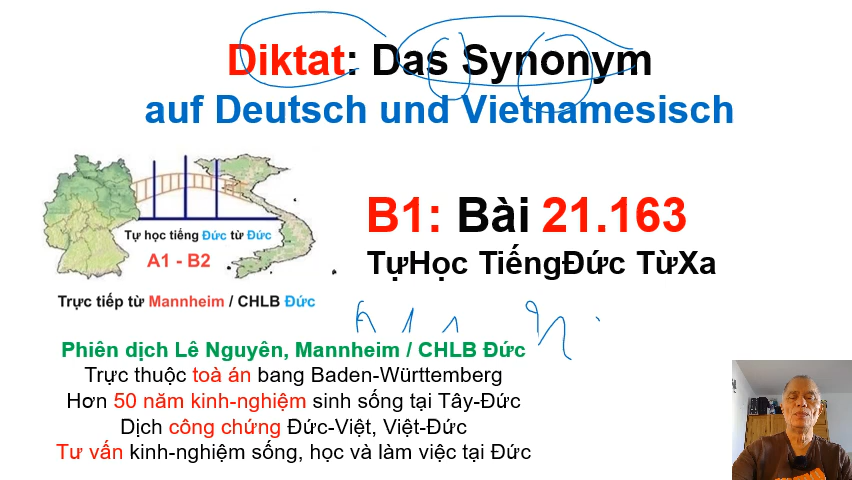 Diktat: Das Synonym
auf Deutsch und Vietnamesisch
Tự học tiếng Đức từ Đức
A1 - B2
Trực tiếp từ Mannheim / CHLB Đức
B1: Bài 21.163
TựHọc TiếngĐức TừXa
Phiên dịch Lê Nguyên, Mannheim / CHLB Đức
Trực thuộc toà án bang Baden-Württemberg
Hơn 50 năm kinh-nghiệm sinh sống tại Tây-Đức
Dịch công chứng Đức-Việt, Việt-Đức
Tư vấn kinh-nghiệm sống, học và làm việc tại Đức